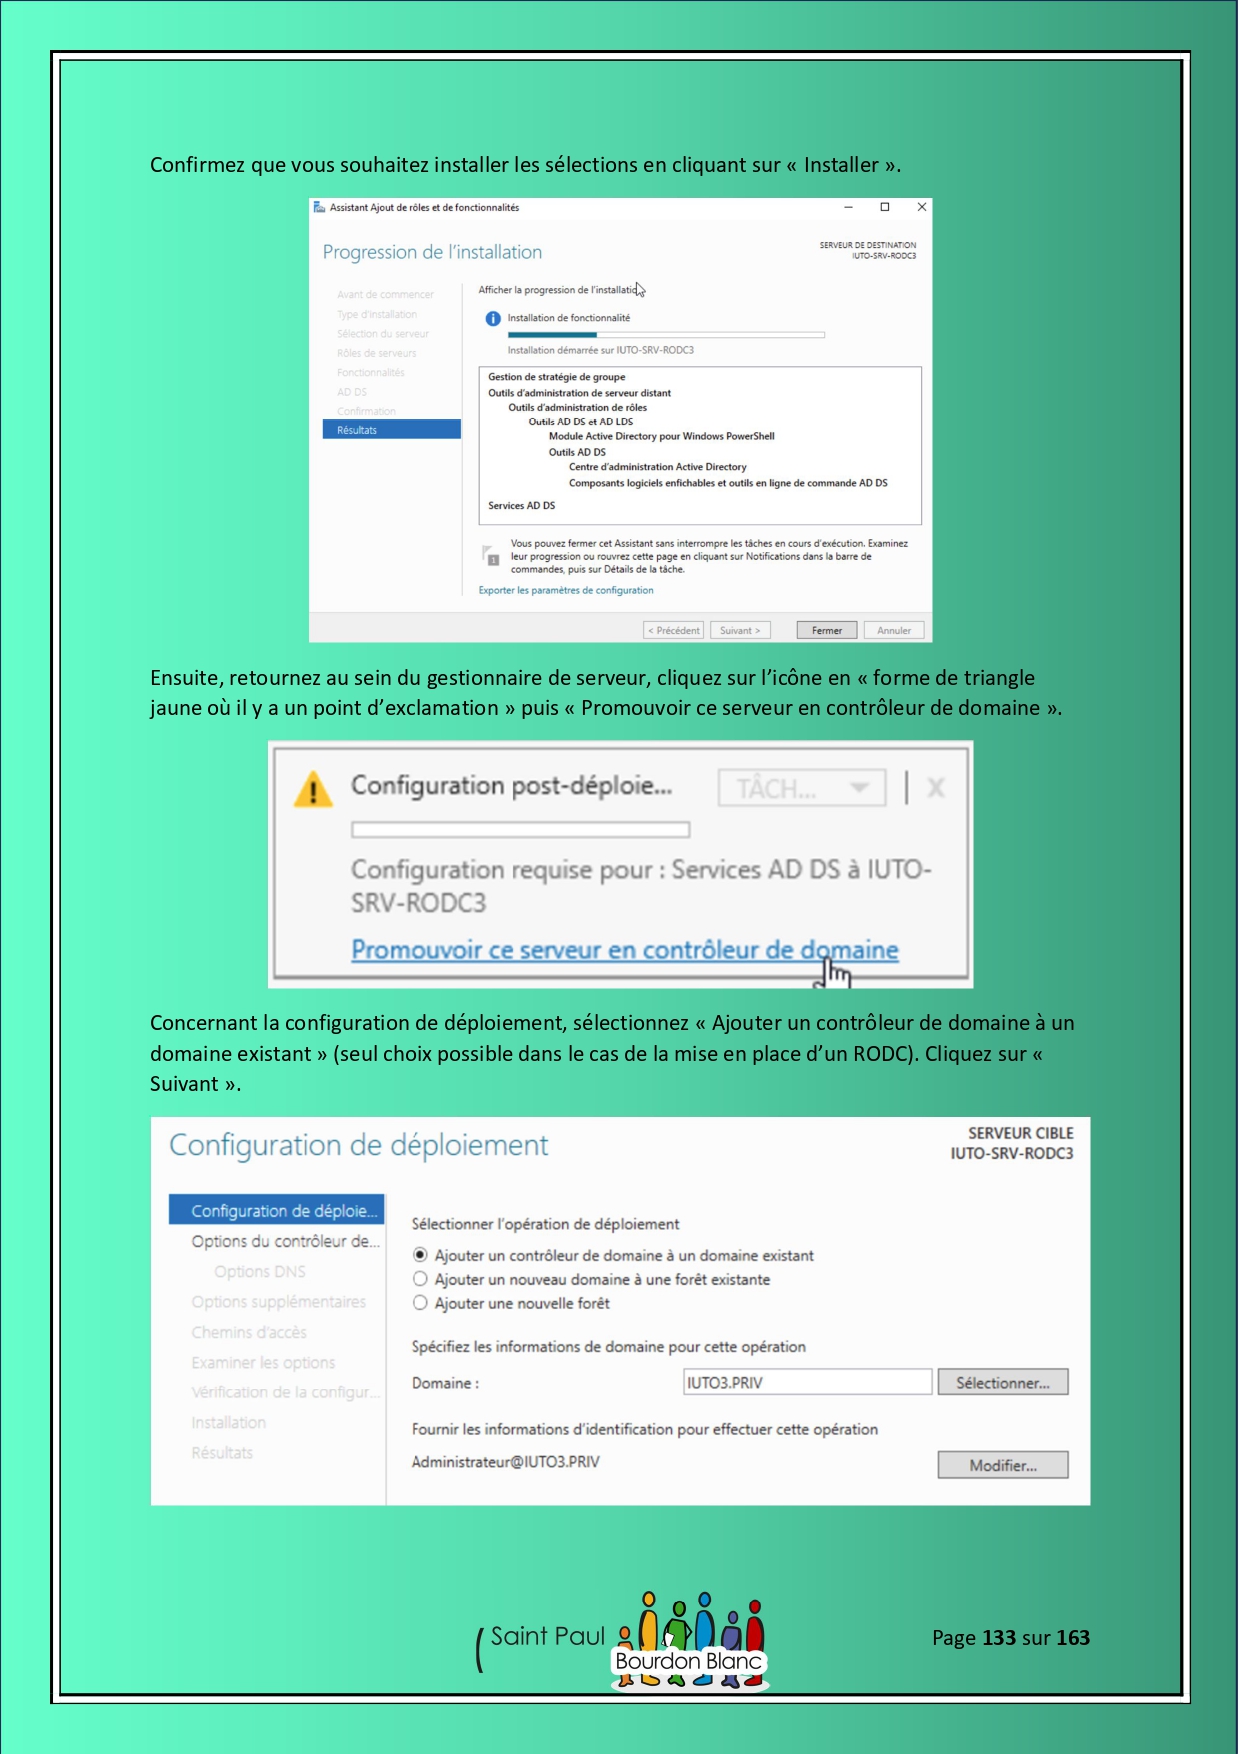 Confirmez que vous souhaitez installer les sélections en cliquant sur « Installer ».
Assistant Ajout de rôles et de fonctionnalités
Progression de l'installation
SERVEUR DE DESTINATION
IUTO-SRV-RODC3
Avant de commencer
Type d'installation
Sélection du serveur
Rôles de serveurs
Fonctionnalités
AD DS
Confirmation
Résultats
Afficher la progression de l'installation
Installation de fonctionnalité
Installation démarrée sur IUTO-SRV-RODC3
Gestion de stratégie de groupe
Outils d'administration de serveur distant
Outils d'administration de rôles
Outils AD DS et AD LDS
Module Active Directory pour Windows PowerShell
Outils AD DS
Centre d'administration Active Directory
Composants logiciels enfichables et outils en ligne de commande AD DS
Services AD DS
1
Vous pouvez fermer cet Assistant sans interrompre les tâches en cours d'exécution. Examinez
leur progression ou rouvrez cette page en cliquant sur Notifications dans la barre de
commandes, puis sur Détails de la tâche.
Exporter les paramètres de configuration
< Précédent Suivant > Fermer Annuler
Ensuite, retournez au sein du gestionnaire de serveur, cliquez sur l'icône en « forme de triangle
jaune où il y a un point d'exclamation » puis « Promouvoir ce serveur en contrôleur de domaine ».
Configuration post-déploie... TÂCH... X
Configuration requise pour : Services AD DS à IUTO-
SRV-RODC3
Promouvoir ce serveur en contrôleur de domaine
Concernant la configuration de déploiement, sélectionnez « Ajouter un contrôleur de domaine à un
domaine existant » (seul choix possible dans le cas de la mise en place d'un RODC). Cliquez sur «
Suivant ».
Configuration de déploiement
SERVEUR CIBLE
IUTO-SRV-RODC3
Configuration de déploie...
Options du contrôleur de...
Options DNS
Options supplémentaires
Chemins d'accès
Examiner les options
Vérification de la configur...
Installation
Résultats
Sélectionner l'opération de déploiement
Ajouter un contrôleur de domaine à un domaine existant
Ajouter un nouveau domaine à une forêt existante
Ajouter une nouvelle forêt
Spécifiez les informations de domaine pour cette opération
Domaine : IUTO3.PRIV Sélectionner...
Fournir les informations d'identification pour effectuer cette opération
Administrateur@IUTO3.PRIV Modifier...
Saint Paul
Bourdon Blanc
Page 133 sur 163